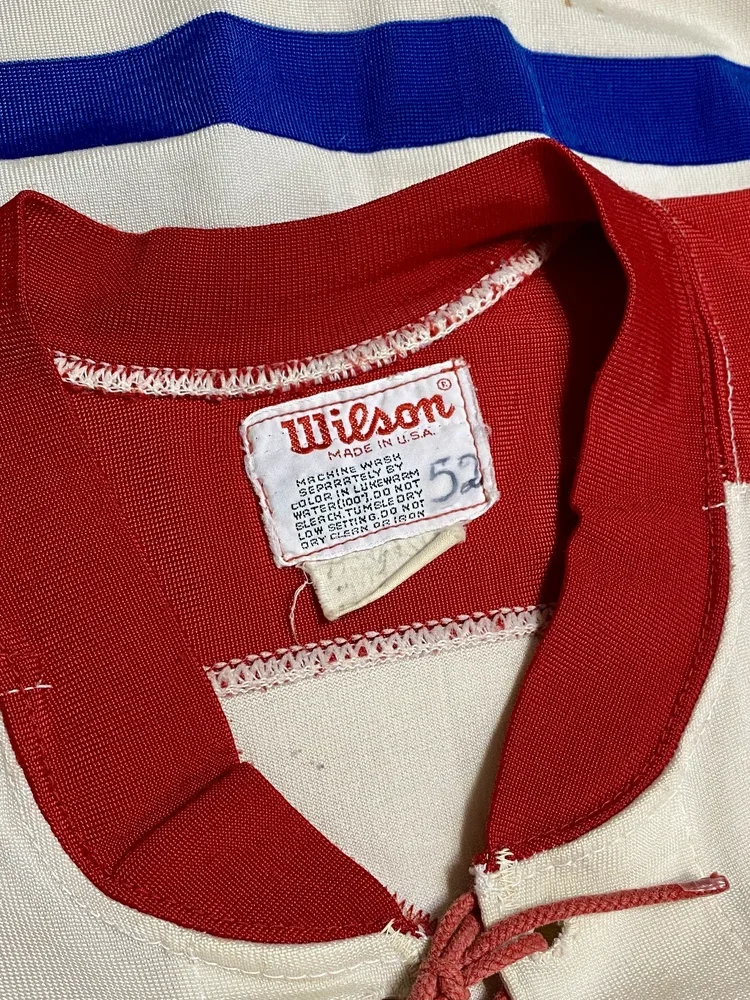 Wilson®
MADE IN U.S.A.
MACHINE WASH
SEPARATELY BY
COLOR IN LUKEWARM
WATER(100°). DO NOT
BLEACH. TUMBLE DRY
LOW SETTING. DO NOT
DRY CLEAN OR IRON
52